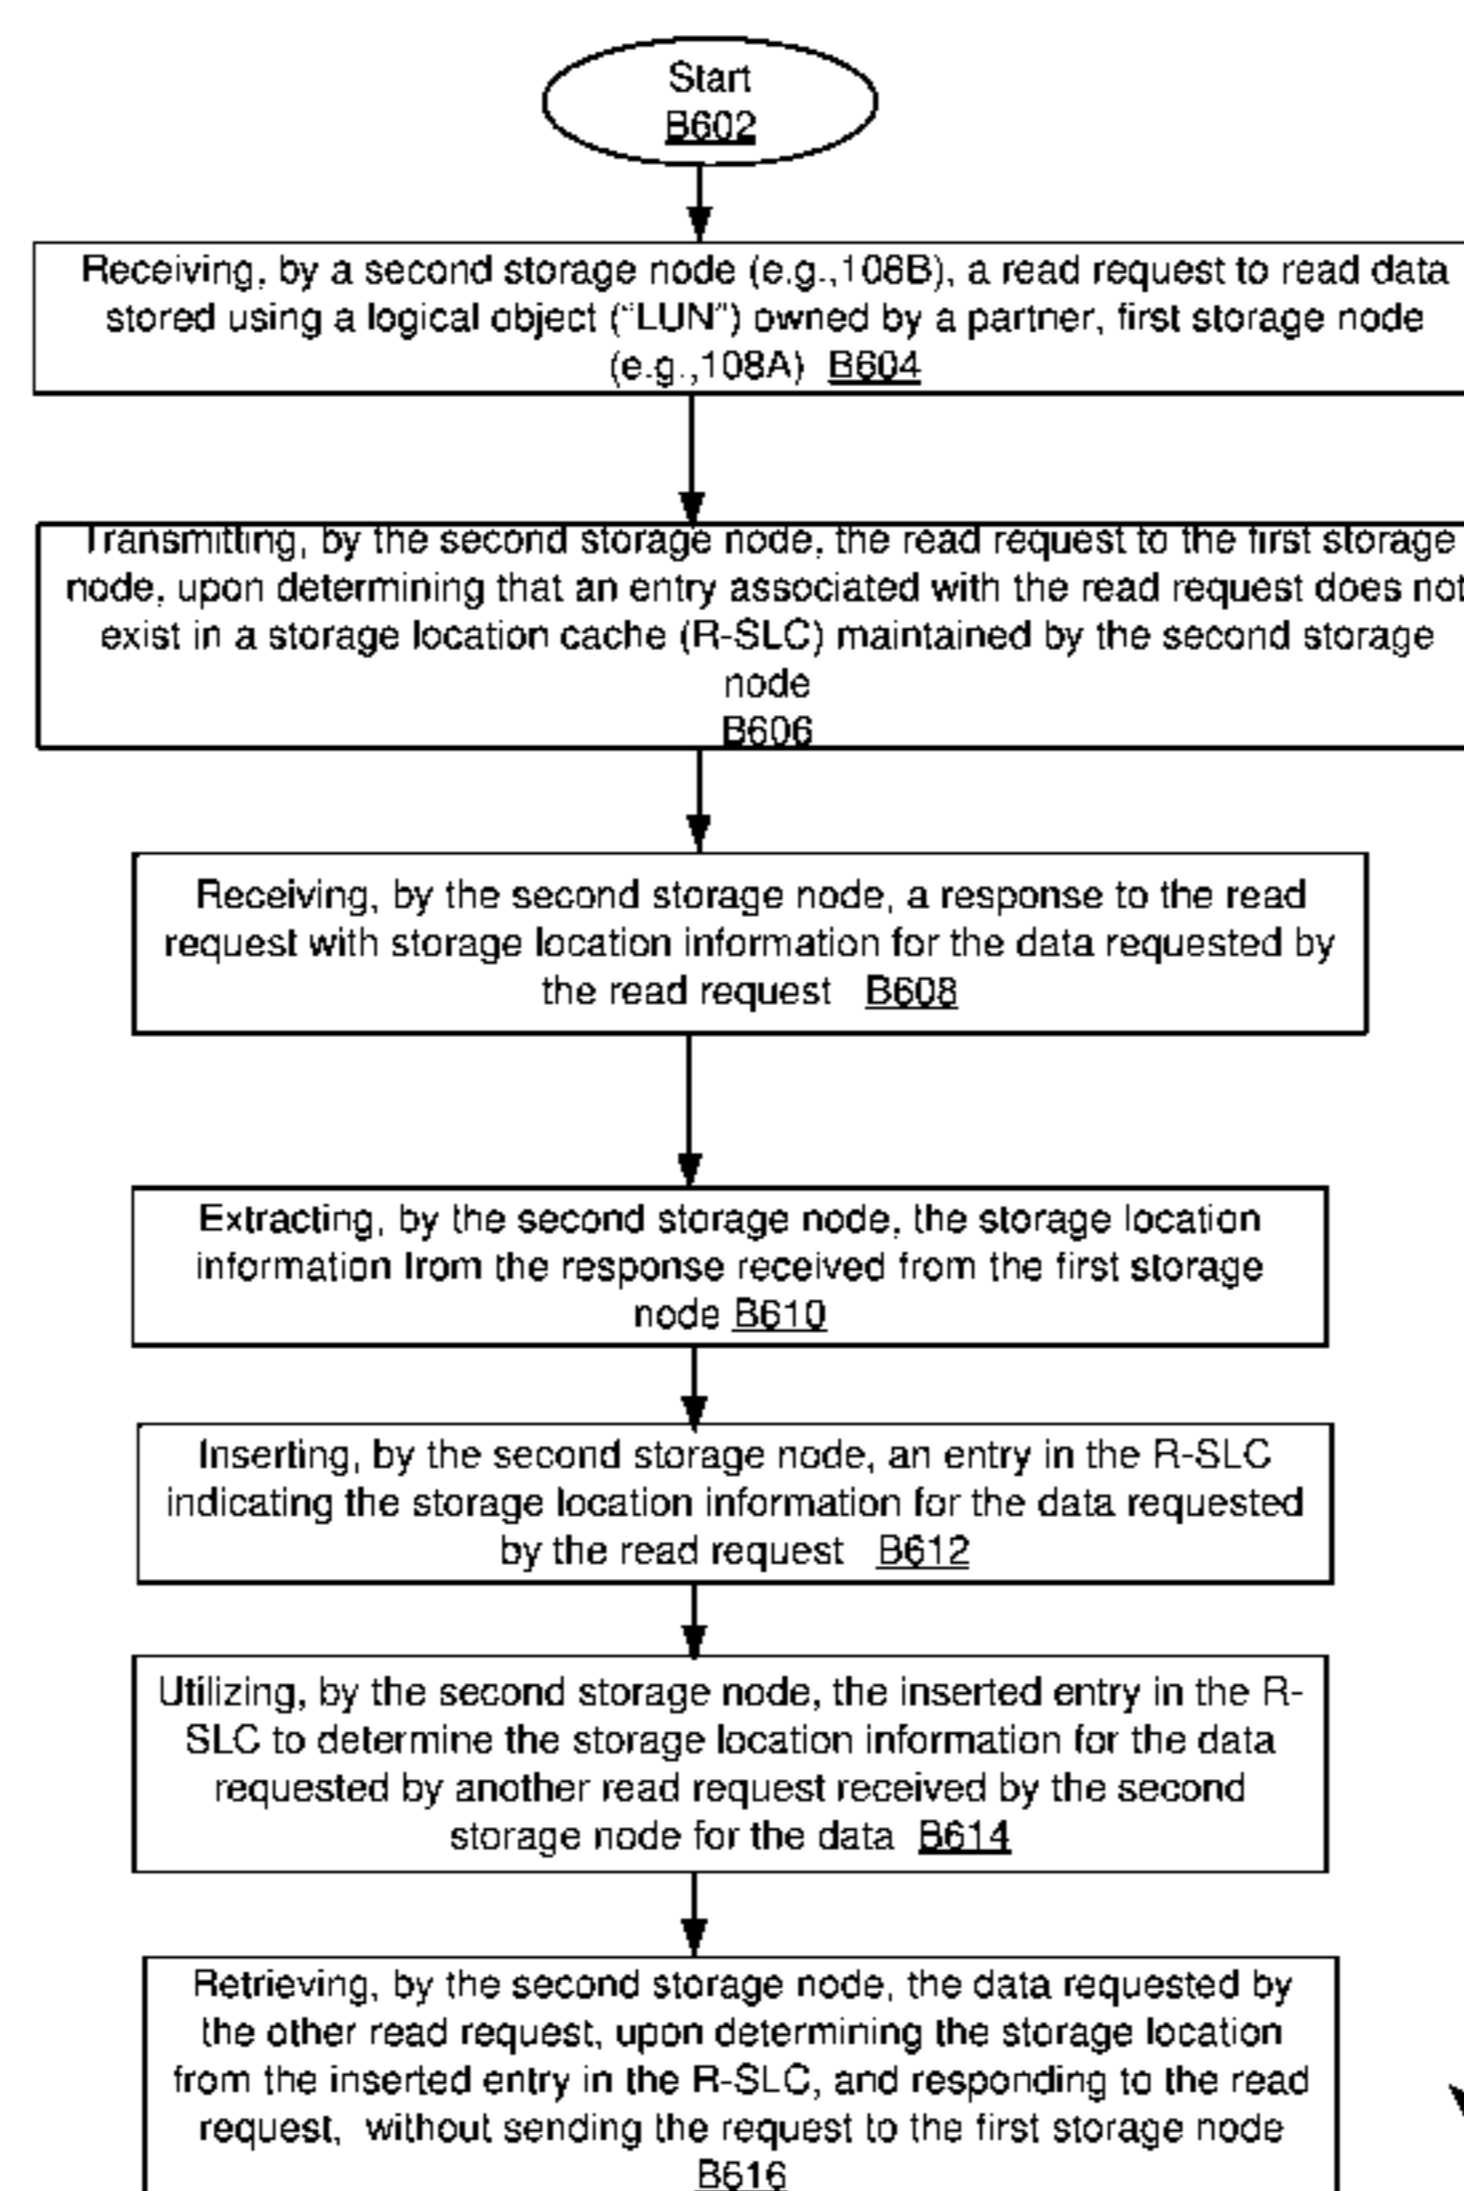 Start
B602
Receiving, by a second storage node (e.g.,108B), a read request to read data
stored using a logical object ("LUN") owned by a partner, first storage node
(e.g.,108A) B604
Transmitting, by the second storage node, the read request to the first storage
node, upon determining that an entry associated with the read request does not
exist in a storage location cache (R-SLC) maintained by the second storage
node
B606
Receiving, by the second storage node, a response to the read
request with storage location information for the data requested by
the read request B608
Extracting, by the second storage node, the storage location
information from the response received from the first storage
node B610
Inserting, by the second storage node, an entry in the R-SLC
indicating the storage location information for the data requested
by the read request B612
Utilizing, by the second storage node, the inserted entry in the R-
SLC to determine the storage location information for the data
requested by another read request received by the second
storage node for the data B614
Retrieving, by the second storage node, the data requested by
the other read request, upon determining the storage location
from the inserted entry in the R-SLC, and responding to the read
request, without sending the request to the first storage node
B616